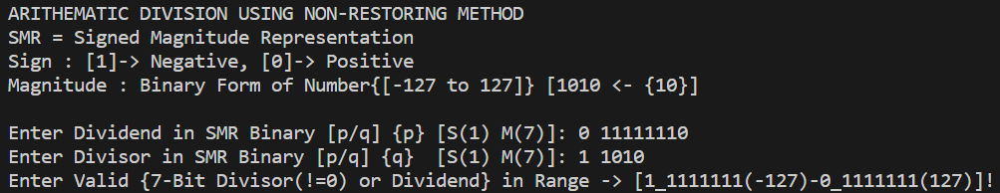 ARITHEMATIC DIVISION USING NON-RESTORING METHOD
SMR = Signed Magnitude Representation
Sign : [1]-> Negative, [0]-> Positive
Magnitude : Binary Form of Number{[-127 to 127]} [1010 <- {10}]

Enter Dividend in SMR Binary [p/q] {p} [S(1) M(7)]: 0 11111110
Enter Divisor in SMR Binary [p/q] {q}  [S(1) M(7)]: 1 1010
Enter Valid {7-Bit Divisor(!=0) or Dividend} in Range -> [1_1111111(-127)-0_1111111(127)]!